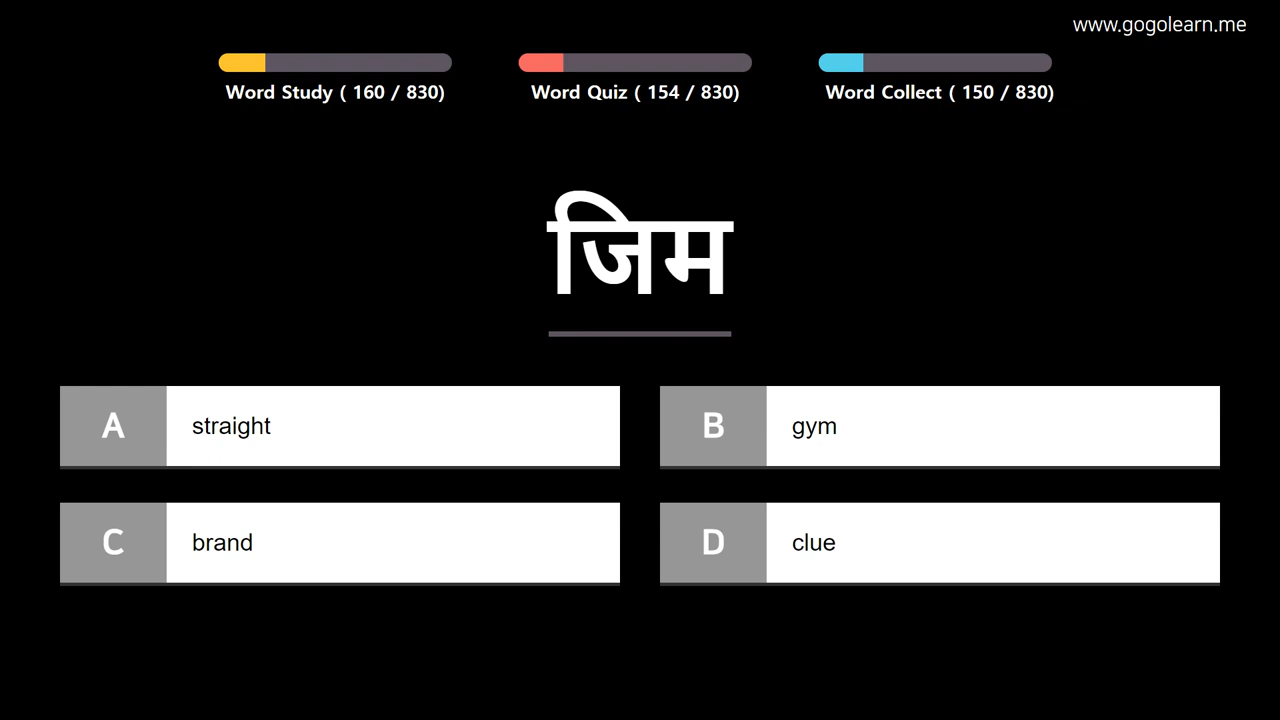 www.gogolearn.me
Word Study ( 160 / 830)
Word Quiz ( 154 / 830)
Word Collect ( 150 / 830)
जिम
A straight
B gym
C brand
D clue